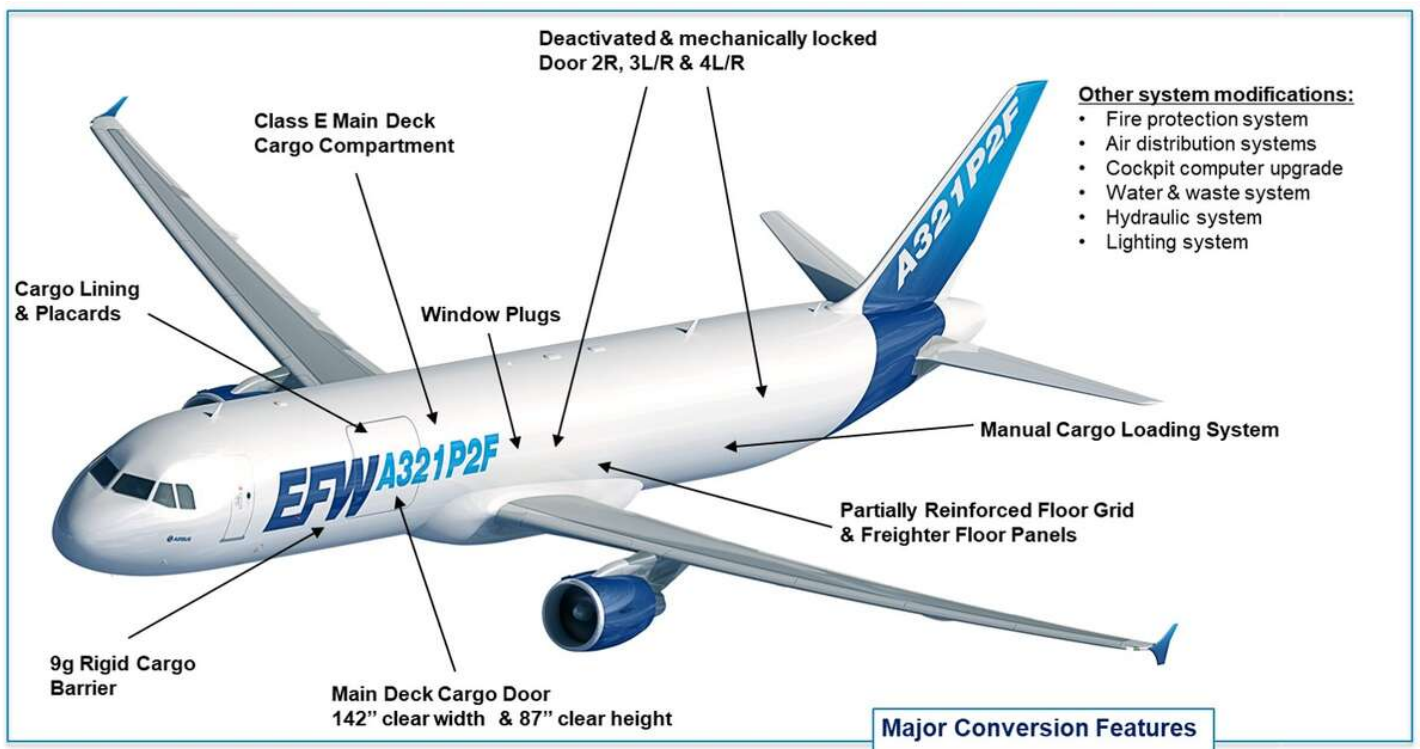 Deactivated & mechanically locked
Door 2R, 3L/R & 4L/R
Class E Main Deck
Cargo Compartment
Other system modifications:
• Fire protection system
• Air distribution systems
• Cockpit computer upgrade
• Water & waste system
• Hydraulic system
• Lighting system
A321P2F
Cargo Lining
& Placards
Window Plugs
EFW A321P2F
Manual Cargo Loading System
Partially Reinforced Floor Grid
& Freighter Floor Panels
AIRBUS
9g Rigid Cargo
Barrier
Main Deck Cargo Door
142” clear width & 87” clear height
Major Conversion Features